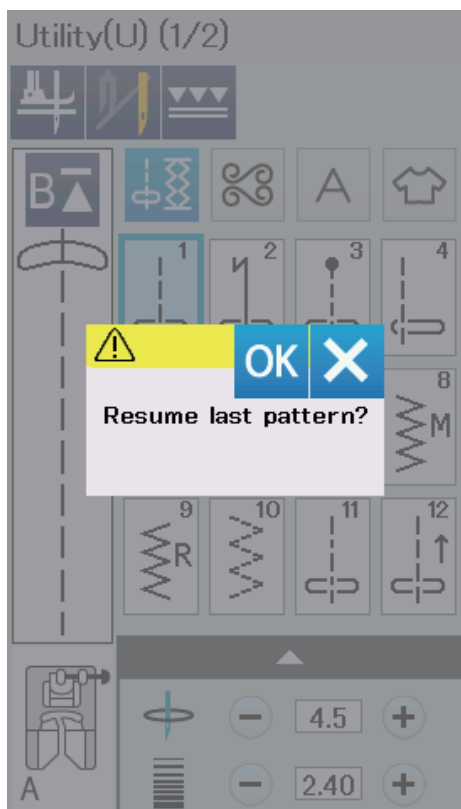 Utility(U) (1/2)
B
A
1
2
3
4
OK
Resume last pattern?
8
M
9
R
10
11
12
4.5
2.40
A